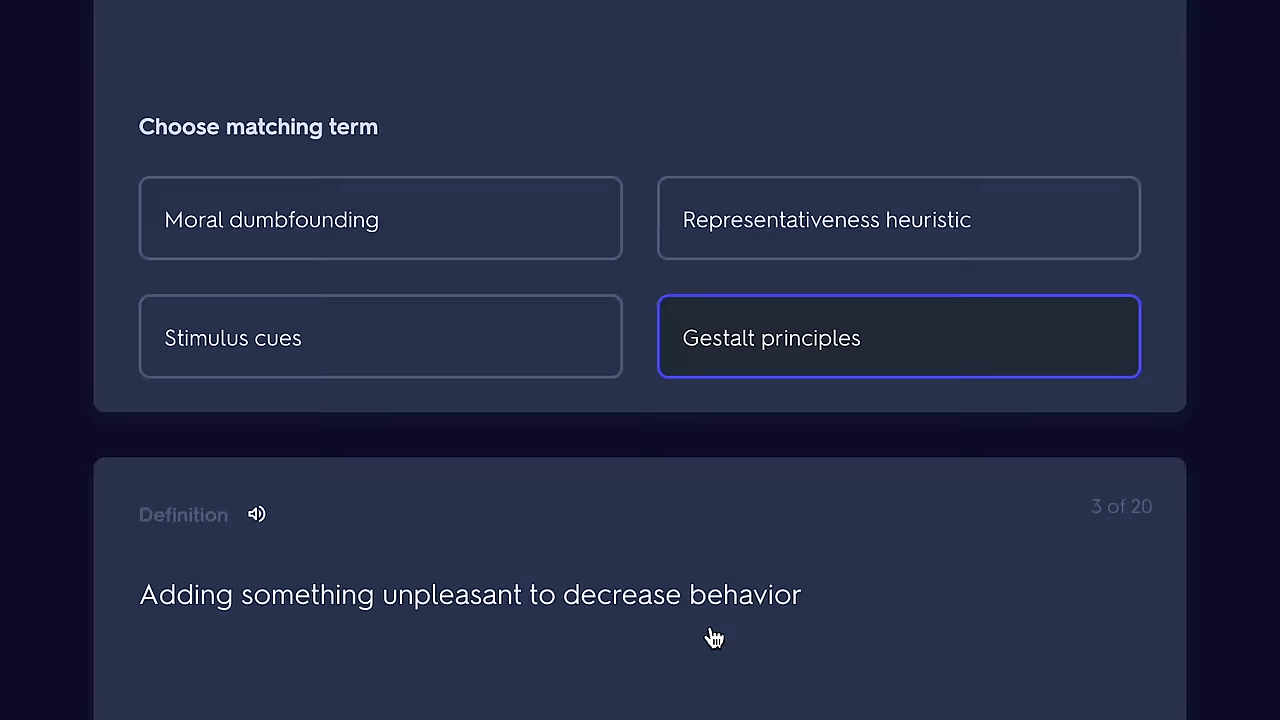 Choose matching term
Moral dumbfounding
Representativeness heuristic
Stimulus cues
Gestalt principles
Definition
3 of 20
Adding something unpleasant to decrease behavior